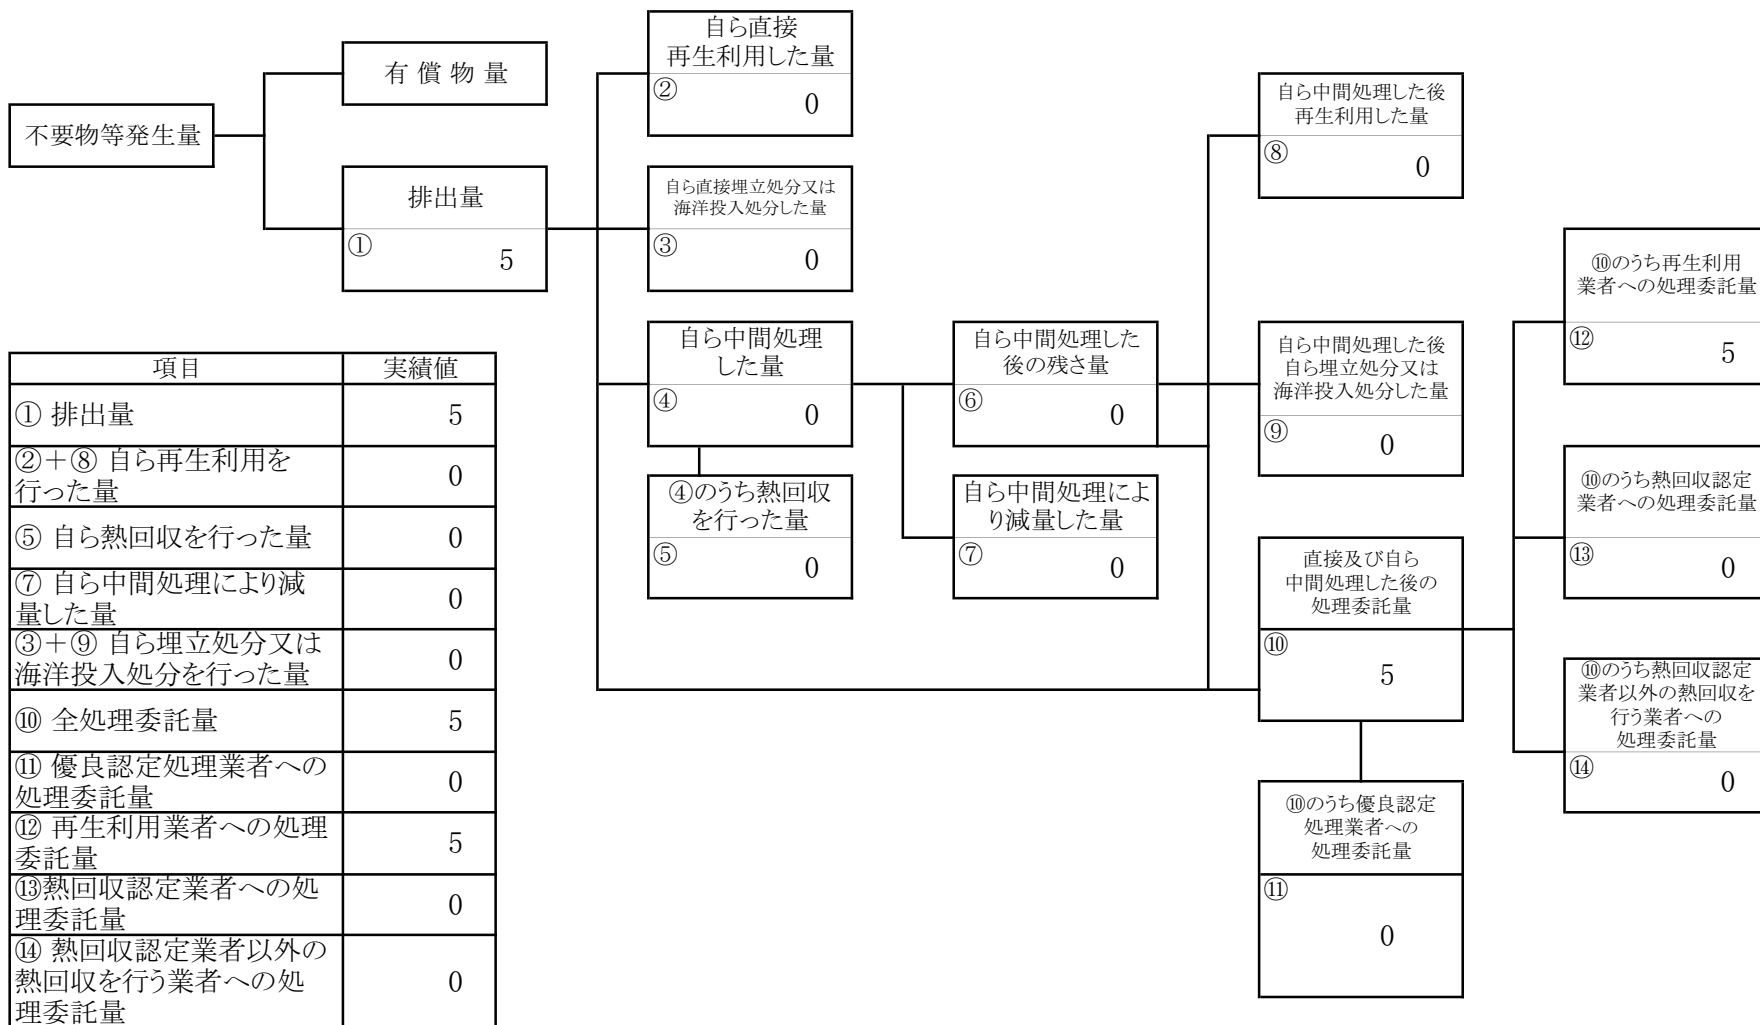 不要物等発生量
有 償 物 量
排出量
①
5
自ら直接
再生利用した量
②
0
自ら直接埋立処分又は
海洋投入処分した量
③
0
自ら中間処理
した量
④
0
④のうち熱回収
を行った量
⑤
0
自ら中間処理した
後の残さ量
⑥
0
自ら中間処理によ
り減量した量
⑦
0
自ら中間処理した後
再生利用した量
⑧
0
自ら中間処理した後
自ら埋立処分又は
海洋投入処分した量
⑨
0
直接及び自ら
中間処理した後の
処理委託量
⑩
5
⑩のうち優良認定
処理業者への
処理委託量
⑪
0
⑩のうち再生利用
業者への処理委託量
⑫
5
⑩のうち熱回収認定
業者への処理委託量
⑬
0
⑩のうち熱回収認定
業者以外の熱回収を
行う業者への
処理委託量
⑭
0
項目 実績値
① 排出量 5
②＋⑧ 自ら再生利用を
行った量 0
⑤ 自ら熱回収を行った量 0
⑦ 自ら中間処理により減
量した量 0
③＋⑨ 自ら埋立処分又は
海洋投入処分を行った量 0
⑩ 全処理委託量 5
⑪ 優良認定処理業者への
処理委託量 0
⑫ 再生利用業者への処理
委託量 5
⑬熱回収認定業者への処
理委託量 0
⑭ 熱回収認定業者以外の
熱回収を行う業者への処
理委託量 0